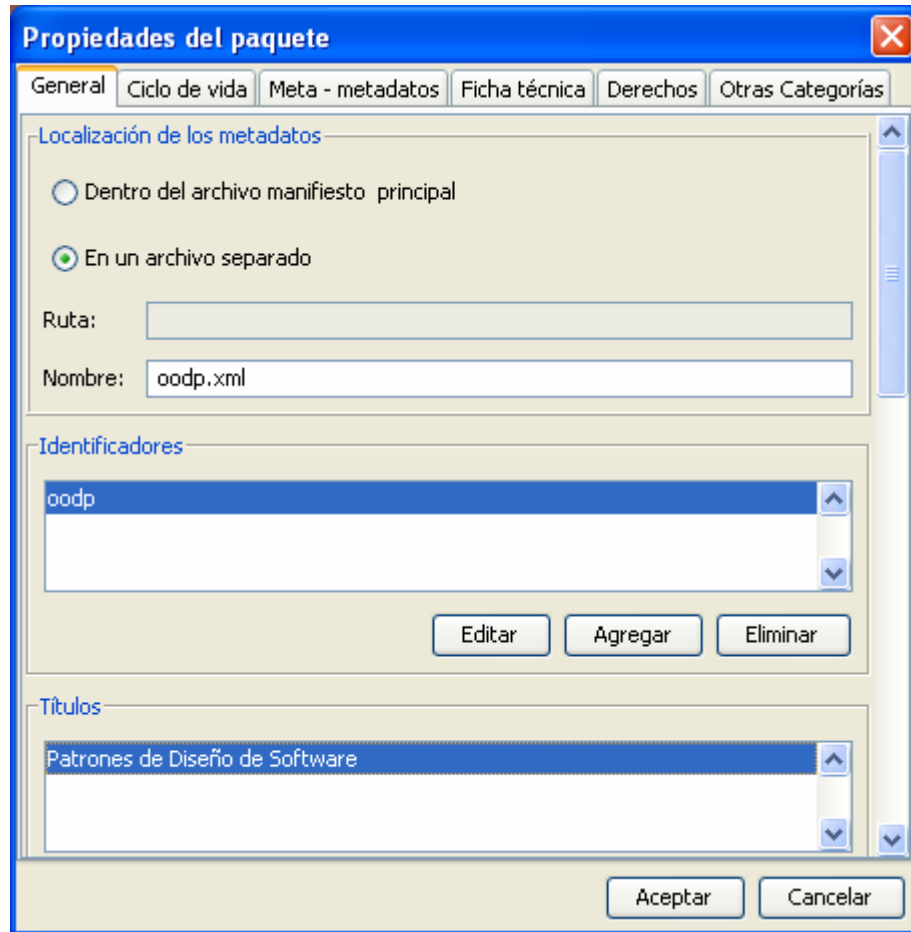 Propiedades del paquete
General Ciclo de vida Meta - metadatos Ficha técnica Derechos Otras Categorías
Localización de los metadatos
Dentro del archivo manifiesto principal
En un archivo separado
Ruta:
Nombre: oodp.xml
Identificadores
oodp
Editar Agregar Eliminar
Títulos
Patrones de Diseño de Software
Aceptar Cancelar